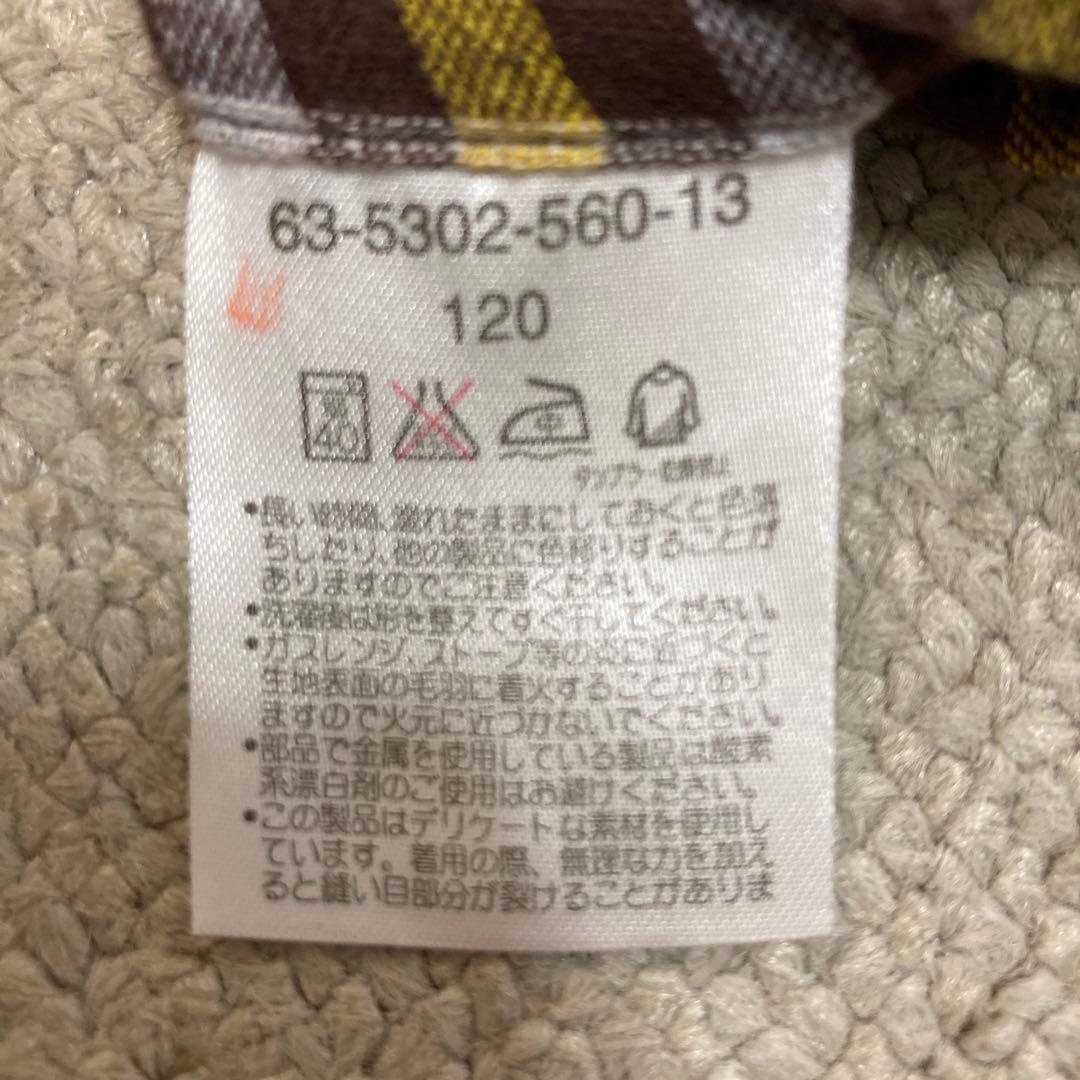 63-5302-560-13
120
40
中
タンブラー乾燥禁止
•長い時間、濡れたままにしておくと色落
ちしたり、他の製品に色移りすることが
ありますのでご注意ください。
•洗濯後は形を整えてすぐ干してください。
•ガスレンジ、ストーブ等の炎に近づくと
生地表面の毛羽に着火することがあり
ますので火元に近づかないでください。
•部品で金属を使用している製品は酸素
系漂白剤のご使用はお避けください。
•この製品はデリケートな素材を使用し
ています。着用の際、無理な力を加え
ると縫い目部分が裂けることがありま